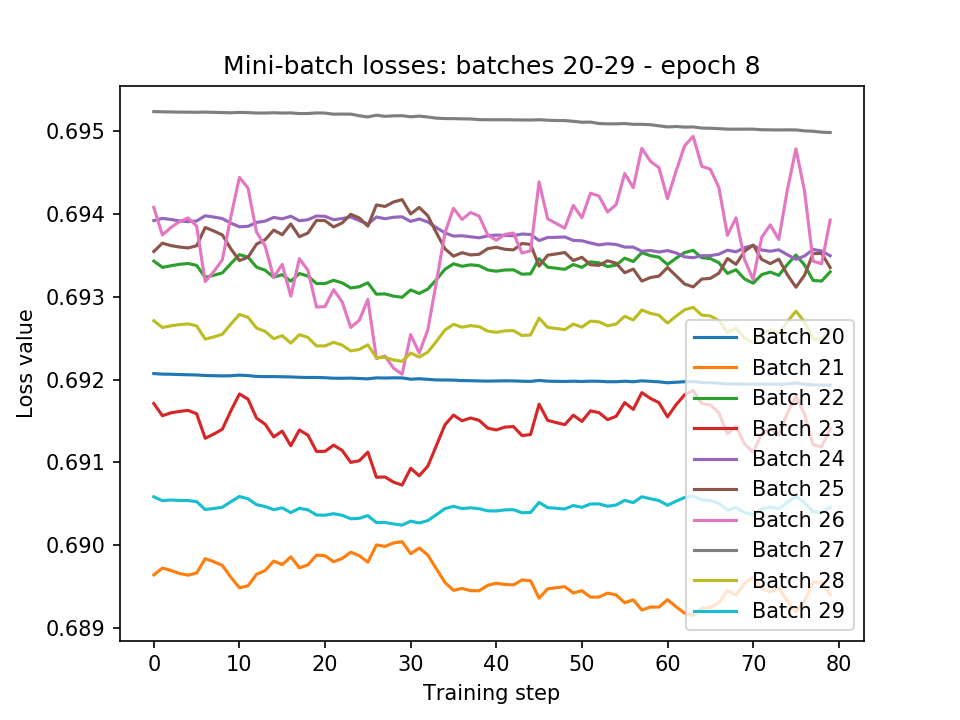 Mini-batch losses: batches 20-29 - epoch 8
Loss value
0.695
0.694
0.693
0.692
0.691
0.690
0.689
Batch 20
Batch 21
Batch 22
Batch 23
Batch 24
Batch 25
Batch 26
Batch 27
Batch 28
Batch 29
0 10 20 30 40 50 60 70 80
Training step